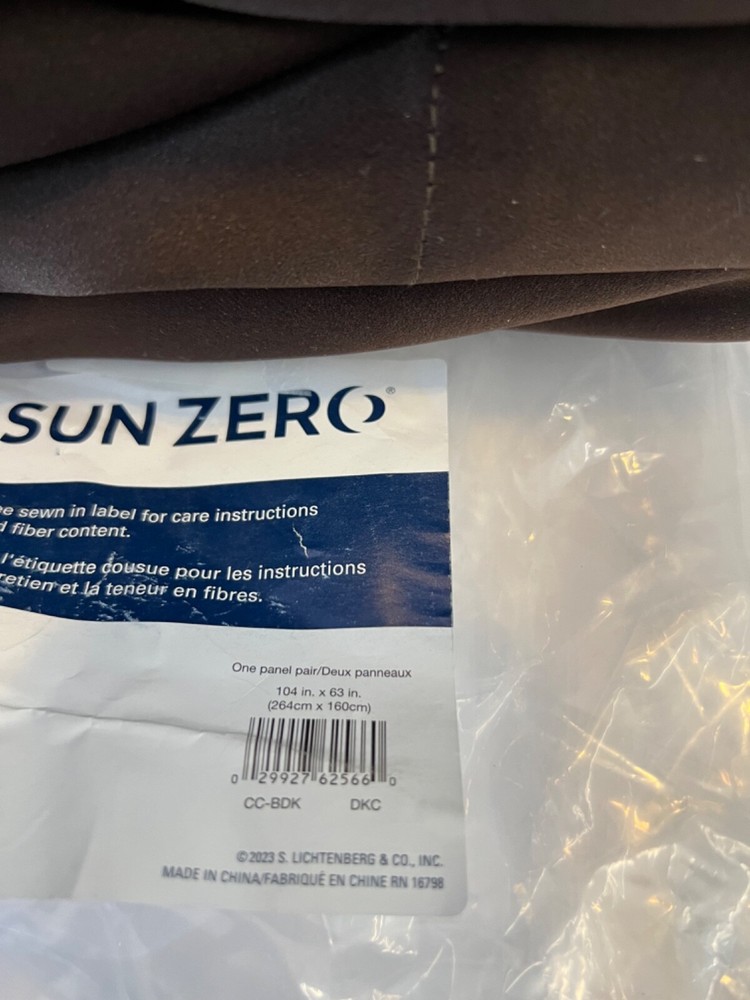 SUN ZERO®
sewn in label for care instructions
fiber content.
l'étiquette cousue pour les instructions
retien et la teneur en fibres.
One panel pair/Deux panneaux
104 in. x 63 in.
(264cm x 160cm)
0 29927 62566 0
CC-BDK DKC
©2023 S. LICHTENBERG & CO., INC.
MADE IN CHINA/FABRIQUÉ EN CHINE RN 16798